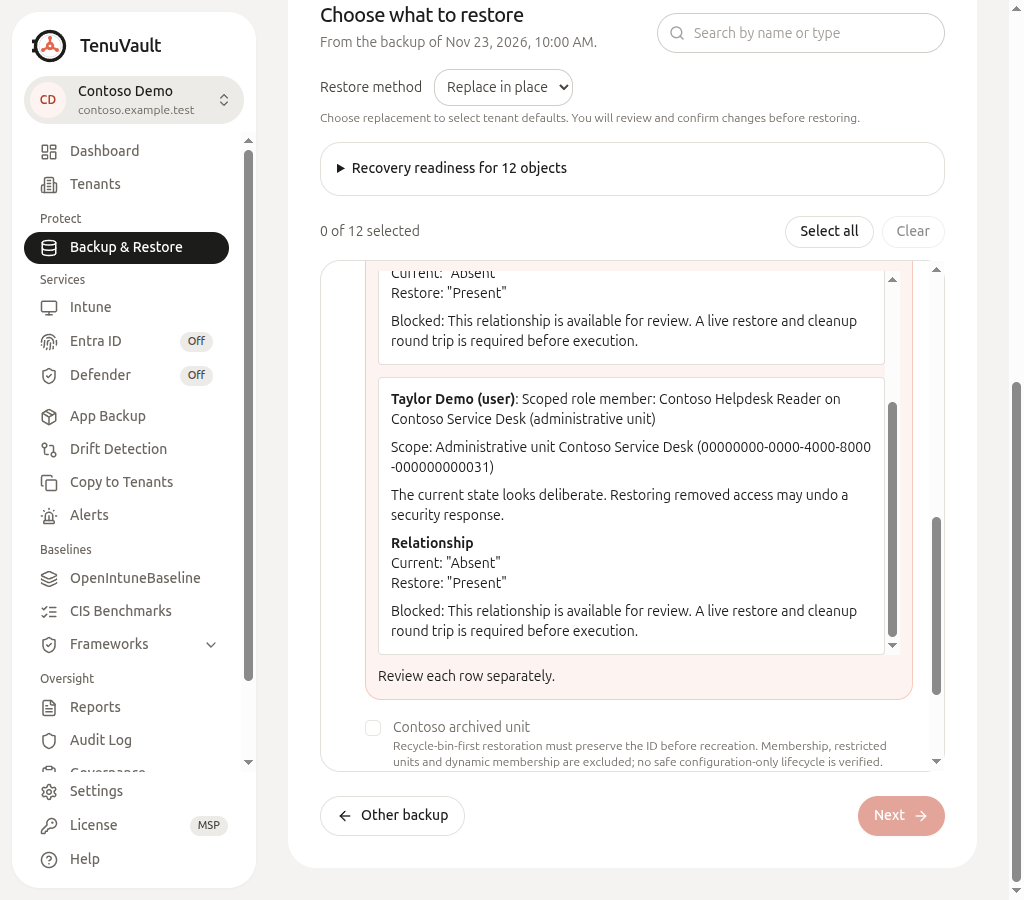 TenuVault
CD
Contoso Demo
contoso.example.test
Dashboard
Tenants
Protect
Backup & Restore
Services
Intune
Entra ID
Off
Defender
Off
App Backup
Drift Detection
Copy to Tenants
Alerts
Baselines
OpenIntuneBaseline
CIS Benchmarks
Frameworks
Oversight
Reports
Audit Log
Governance
Settings
License
MSP
Help
Choose what to restore
From the backup of Nov 23, 2026, 10:00 AM.
Search by name or type
Restore method
Replace in place
Choose replacement to select tenant defaults. You will review and confirm changes before restoring.
Recovery readiness for 12 objects
0 of 12 selected
Select all
Clear
Current: "Absent"
Restore: "Present"
Blocked: This relationship is available for review. A live restore and cleanup
round trip is required before execution.
Taylor Demo (user): Scoped role member: Contoso Helpdesk Reader on
Contoso Service Desk (administrative unit)
Scope: Administrative unit Contoso Service Desk (00000000-0000-4000-8000
-000000000031)
The current state looks deliberate. Restoring removed access may undo a
security response.
Relationship
Current: "Absent"
Restore: "Present"
Blocked: This relationship is available for review. A live restore and cleanup
round trip is required before execution.
Review each row separately.
Contoso archived unit
Recycle-bin-first restoration must preserve the ID before recreation. Membership, restricted
units and dynamic membership are excluded; no safe configuration-only lifecycle is verified.
Other backup
Next